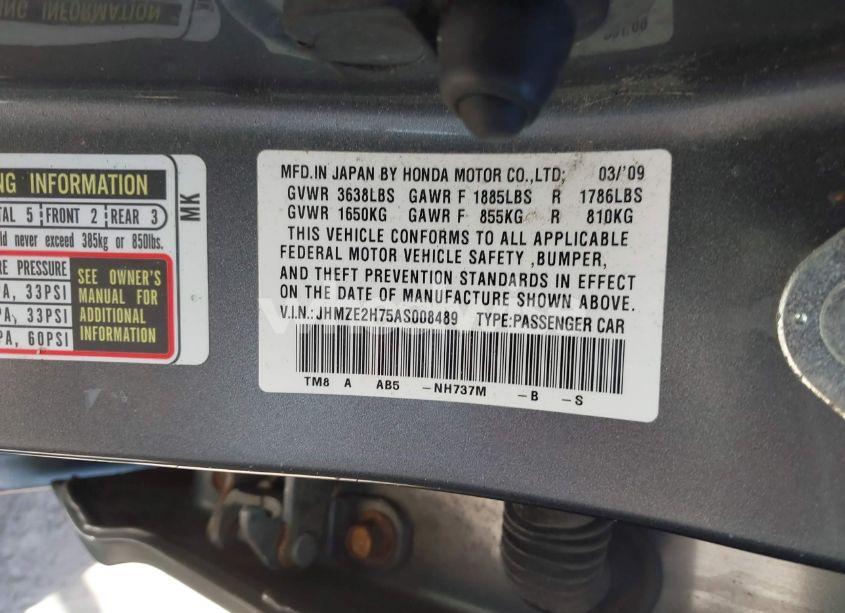 NG INFORMATION
TAL 5 FRONT 2 REAR 3
ld never exceed 385kg or 850lbs.
RE PRESSURE
PA, 33PSI
PA, 33PSI
PA, 60PSI
SEE OWNER'S
MANUAL FOR
ADDITIONAL
INFORMATION
MK
MFD.IN JAPAN BY HONDA MOTOR CO.,LTD; 03/'09
GVWR 3638LBS GAWR F 1885LBS R 1786LBS
GVWR 1650KG GAWR F 855KG R 810KG
THIS VEHICLE CONFORMS TO ALL APPLICABLE
FEDERAL MOTOR VEHICLE SAFETY ,BUMPER,
AND THEFT PREVENTION STANDARDS IN EFFECT
ON THE DATE OF MANUFACTURE SHOWN ABOVE.
V.I.N.:JHMZE2H75AS008489 TYPE:PASSENGER CAR
TM8 A AB5 -NH737M -B -S